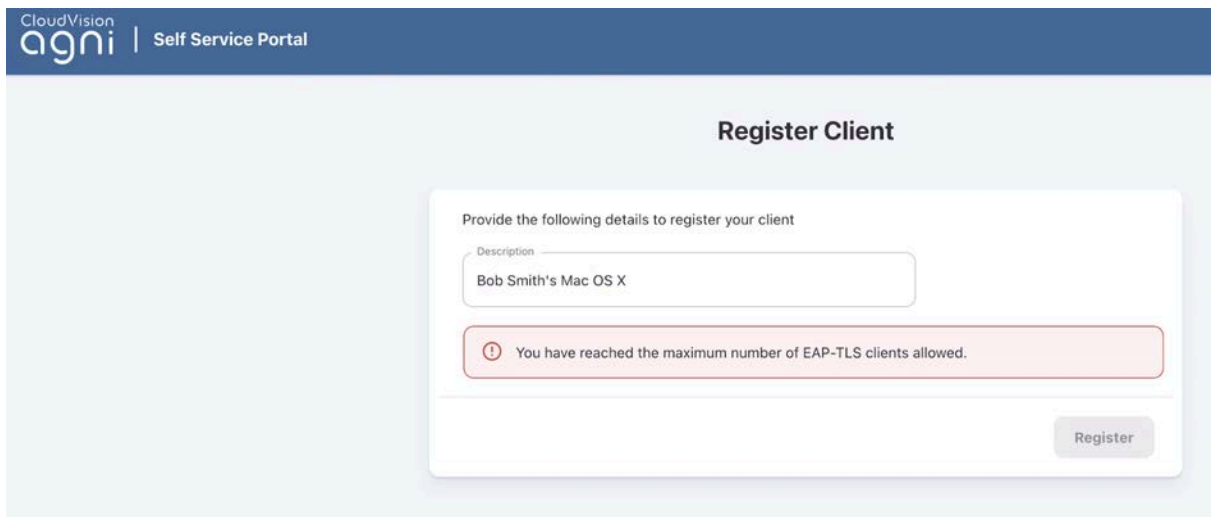 CloudVision
agni | Self Service Portal
Register Client
Provide the following details to register your client
Description
Bob Smith's Mac OS X
You have reached the maximum number of EAP-TLS clients allowed.
Register